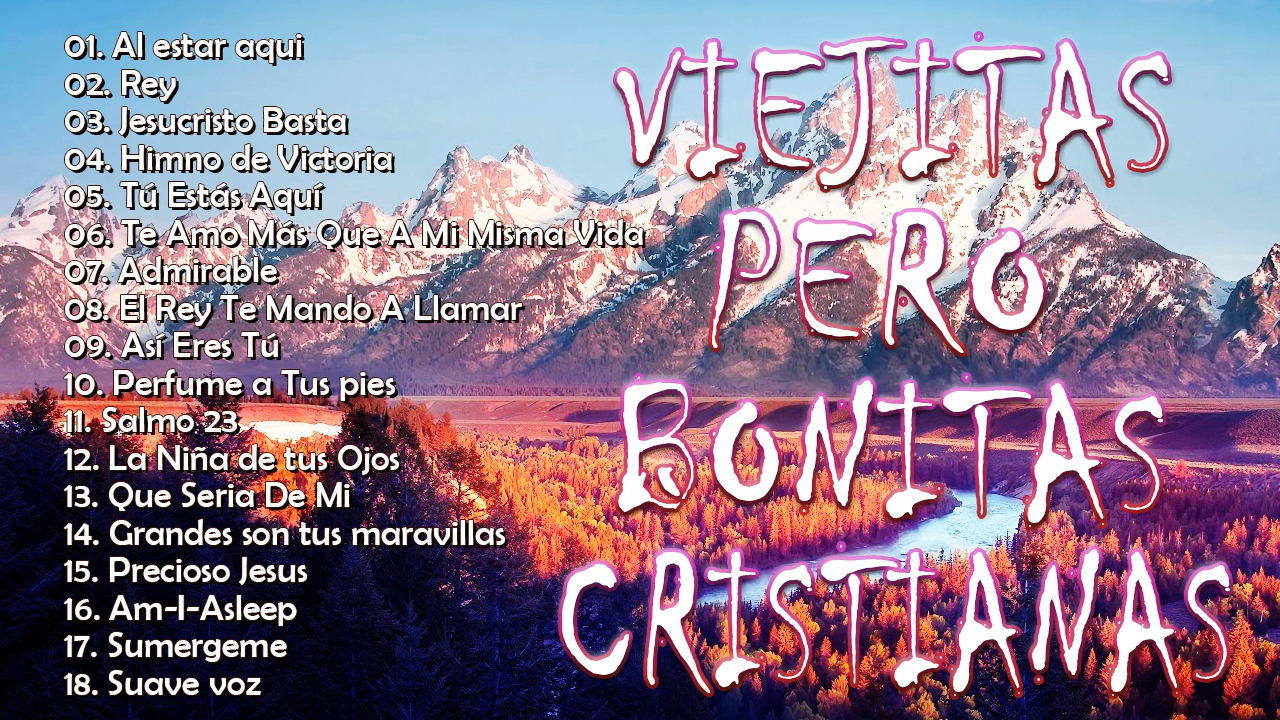 01. Al estar aqui
02. Rey
03. Jesucristo Basta
04. Himno de Victoria
05. Tú Estás Aquí
06. Te Amo Más Que A Mi Misma Vida
07. Admirable
08. El Rey Te Mando A Llamar
09. Así Eres Tú
10. Perfume a Tus pies
11. Salmo 23
12. La Niña de tus Ojos
13. Que Seria De Mi
14. Grandes son tus maravillas
15. Precioso Jesus
16. Am-I-Asleep
17. Sumergeme
18. Suave voz
VIEJITAS
PERO
BONITAS
CRISTIANAS